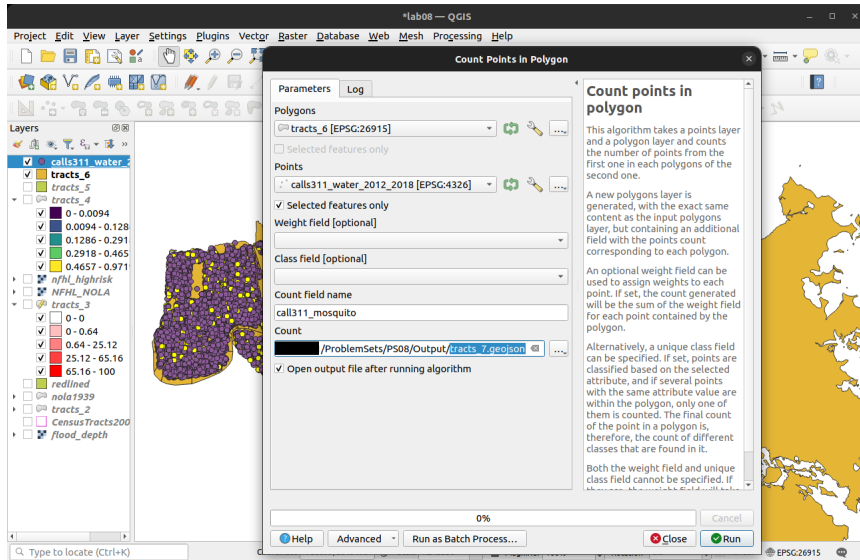 *lab08 — QGIS
Project Edit View Layer Settings Plugins Vector Raster Database Web Mesh Processing Help
Layers
calls311_water_2
tracts_6
tracts_5
tracts_4
0 - 0.0094
0.0094 - 0.128
0.1286 - 0.291
0.2918 - 0.465
0.4657 - 0.971
nfhl_highrisk
NFHL_NOLA
tracts_3
0 - 0
0 - 0.64
0.64 - 25.12
25.12 - 65.16
65.16 - 100
redlined
nola1939
tracts_2
CensusTracts200
flood_depth
Type to locate (Ctrl+K)
EPSG:26915
Count Points in Polygon
Parameters Log
Polygons
tracts_6 [EPSG:26915]
Selected features only
Points
calls311_water_2012_2018 [EPSG:4326]
Selected features only
Weight field [optional]
Class field [optional]
Count field name
call311_mosquito
Count
/ProblemSets/PS08/Output/tracts_7.geojson
Open output file after running algorithm
0%
Cancel
Help Advanced Run as Batch Process... Close Run
Count points in
polygon
This algorithm takes a points layer
and a polygon layer and counts
the number of points from the
first one in each polygons of the
second one.
A new polygons layer is
generated, with the exact same
content as the input polygons
layer, but containing an additional
field with the points count
corresponding to each polygon.
An optional weight field can be
used to assign weights to each
point. If set, the count generated
will be the sum of the weight field
for each point contained by the
polygon.
Alternatively, a unique class field
can be specified. If set, points are
classified based on the selected
attribute, and if several points
with the same attribute value are
within the polygon, only one of
them is counted. The final count
of the point in a polygon is,
therefore, the count of different
classes that are found in it.
Both the weight field and unique
class field cannot be specified. If